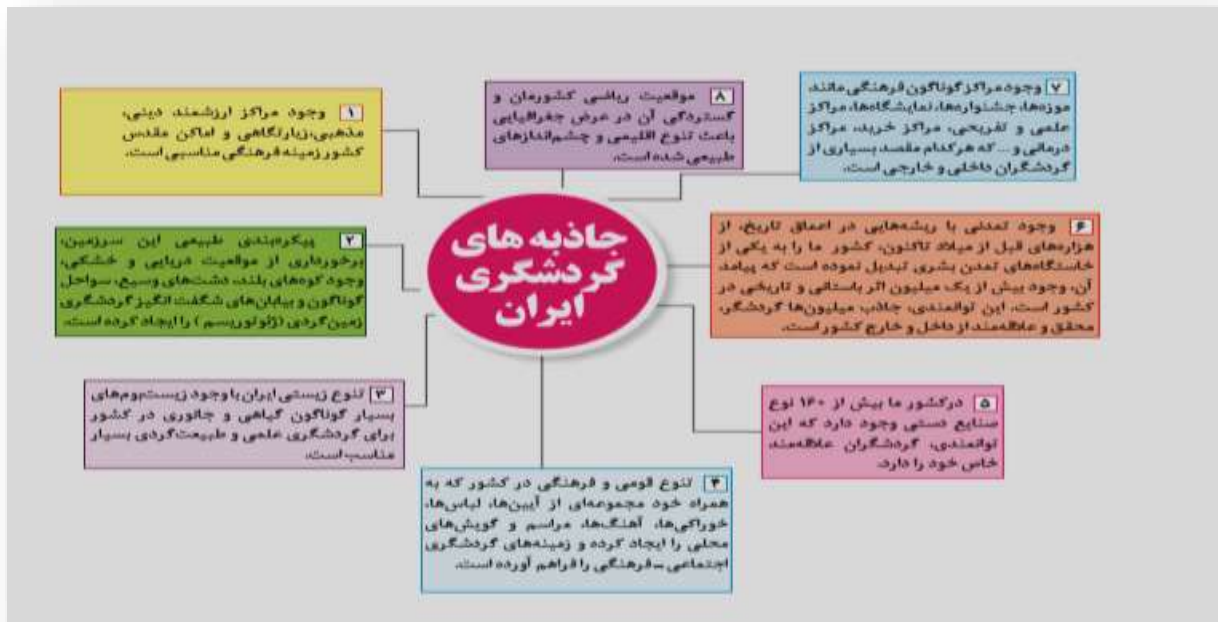 جاذبه های
گردشگری
ایران
۱ وجود مراکز ارزشمند دینی،
مذهبی، زیارتگاهی و اماکن مقدس
کشور زمینه فرهنگی مناسبی است.
۲ پیکره‌بندی طبیعی این سرزمین،
برخورداری از موقعیت دریایی و خشکی،
وجود کوه‌های بلند، دشت‌های وسیع، سواحل
گوناگون و بیابان‌های شگفت انگیز گردشگری
زمین‌گردی (ژئوتوریسم) را ایجاد کرده است.
۳ تنوع زیستی ایران با وجود زیست‌بوم‌های
بسیار گوناگون گیاهی و جانوری در کشور
برای گردشگری علمی و طبیعت‌گردی بسیار
مناسب است.
۴ تنوع قومی و فرهنگی در کشور که به
همراه خود مجموعه‌ای از آیین‌ها، لباس‌ها،
خوراکی‌ها، آهنگ‌ها، مراسم و گویش‌های
محلی را ایجاد کرده و زمینه‌های گردشگری
اجتماعی ـ فرهنگی را فراهم آورده است.
۵ درکشور ما بیش از ۱۶۰ نوع
صنایع دستی وجود دارد که این
توانمندی، گردشگران علاقه‌مند
خاص خود را دارد.
۶ وجود تمدنی با ریشه‌هایی در اعماق تاریخ، از
هزاره‌های قبل از میلاد تاکنون، کشور ما را به یکی از
خاستگاه‌های تمدن بشری تبدیل نموده است که پیامد
آن، وجود بیش از یک میلیون اثر باستانی و تاریخی در
کشور است. این توانمندی، جاذب میلیون‌ها گردشگر،
محقق و علاقه‌مند از داخل و خارج کشور است.
۷ وجود مراکز گوناگون فرهنگی مانند
موزه‌ها، جشنواره‌ها، نمایشگاه‌ها، مراکز
علمی و تفریحی، مراکز خرید، مراکز
درمانی و ... که هرکدام مقصد بسیاری از
گردشگران داخلی و خارجی است.
۸ موقعیت ریاضی کشورمان و
گستردگی آن در عرض جغرافیایی
باعث تنوع اقلیمی و چشم‌اندازهای
طبیعی شده است.